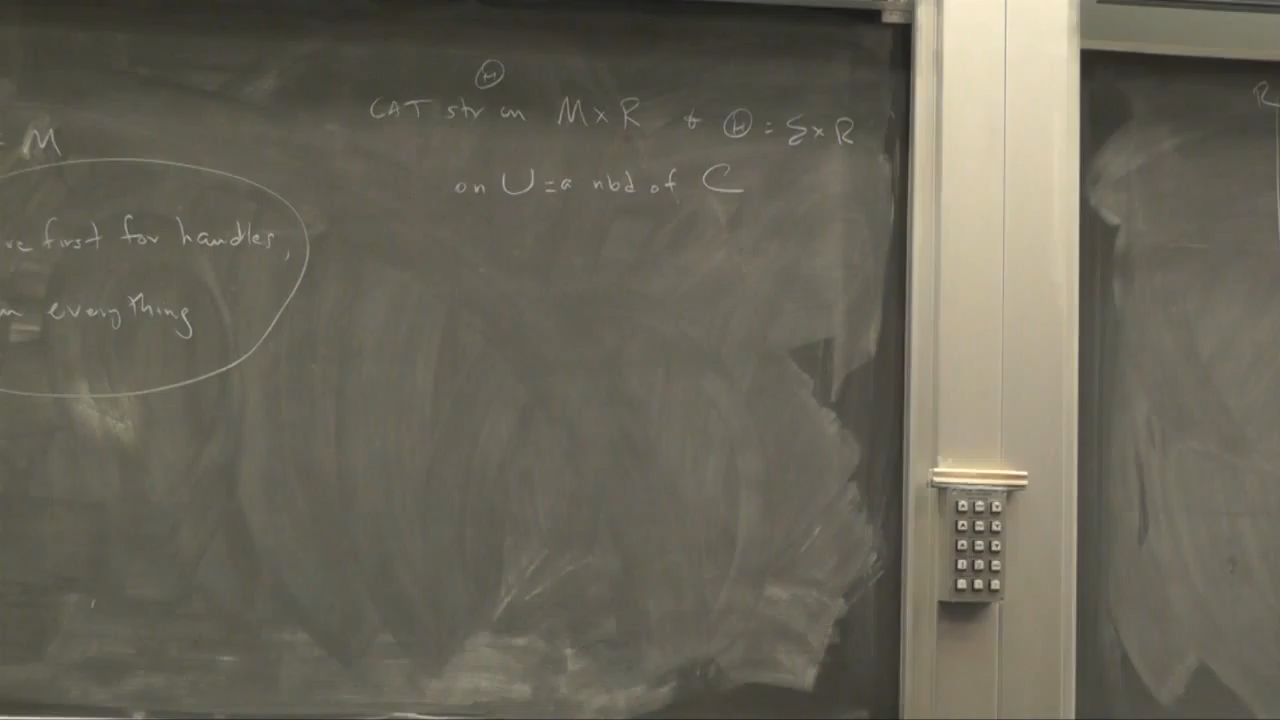 = M
ve first for handles,
n everything
Ⓗ
CAT str on M×R & Ⓗ = Σ×R
on U = a nbd of C
R